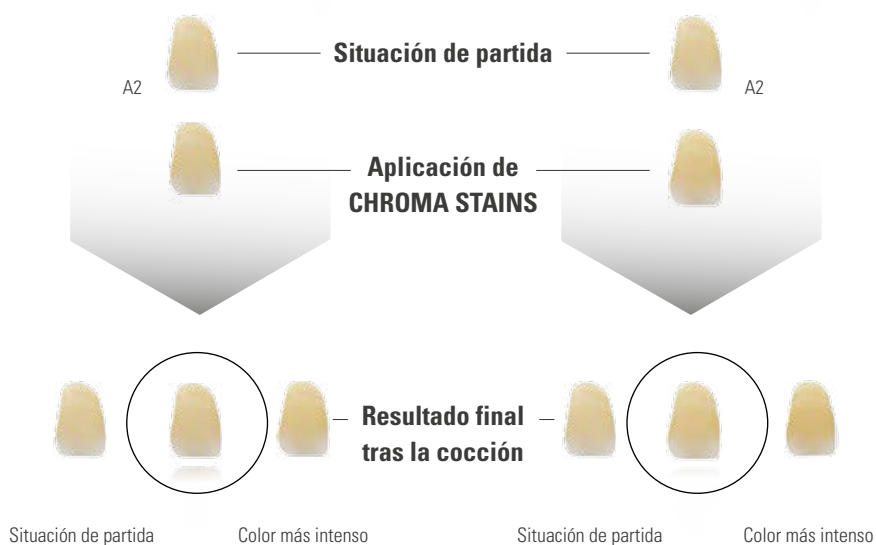 Situación de partida
A2
A2
Aplicación de
CHROMA STAINS
Resultado final
tras la cocción
Situación de partida
Color más intenso
Situación de partida
Color más intenso